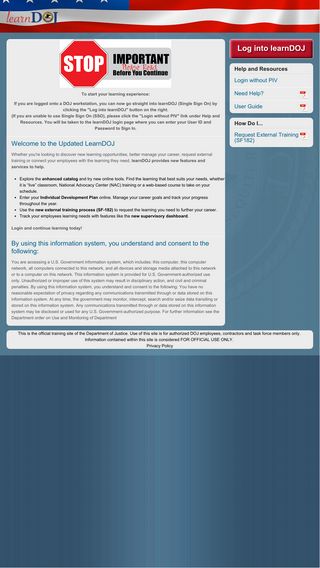 learnDOJ
STOP
IMPORTANT
Please Read
Before You Continue
To start your learning experience:
If you are logged onto a DOJ workstation, you can now go straight into learnDOJ (Single Sign On) by
clicking the "Log into learnDOJ" button on the right
(If you are unable to use Single Sign On (SSO), please click the "Login without PIV" link under Help and
Resources. You will be taken to the learnDOJ login page where you can enter your User ID and
Password to Sign In.
Welcome to the Updated LearnDOJ
Whether you're looking to discover new learning opportunities, better manage your career, request external
training or connect your employees with the learning they need, learnDOJ provides new features and
services to help.
Explore the enhanced catalog and try new online tools. Find the learning that best suits your needs, whether
it is "live" classroom, National Advocacy Center (NAC) training or a web-based course to take on your
schedule.
Enter your Individual Development Plan online. Manage your career goals and track your progress
throughout the year.
Use the new external training process (SF-182) to request the learning you need to further your career.
Track your employees learning needs with features like the new supervisory dashboard.
Login and continue learning today!
By using this information system, you understand and consent to the
following:
You are accessing a U.S. Government information system, which includes: this computer, this computer
network, all computers connected to this network, and all devices and storage media attached to this network
or to a computer on this network. This information system is provided for U.S. Government-authorized use
only. Unauthorized or improper use of this system may result in disciplinary action, and civil and criminal
penalties. By using this information system, you understand and consent to the following: You have no
reasonable expectation of privacy regarding any communications transmitted through or data stored on this
information system. At any time, the government may monitor, intercept, search and/or seize data transiting or
stored on this information system. Any communications transmitted through or data stored on this information
system may be disclosed or used for any U.S. Government-authorized purpose. For further information see the
Department order on Use and Monitoring of Department
Log into learnDOJ
Help and Resources
Login without PIV
Need Help?
User Guide
How Do I...
Request External Training
(SF182)
This is the official training site of the Department of Justice. Use of this site is for authorized DOJ employees, contractors and task force members only.
Information contained within this site is considered FOR OFFICIAL USE ONLY.
Privacy Policy